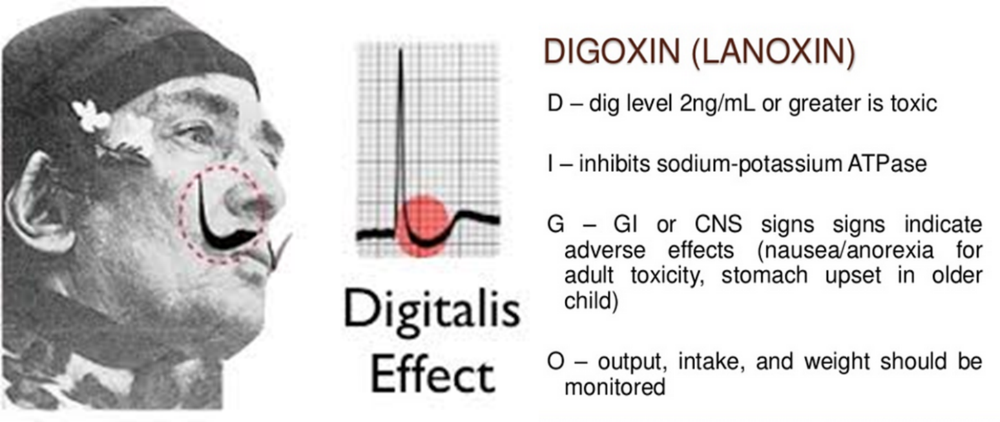 Digitalis
Effect
DIGOXIN (LANOXIN)
D – dig level 2ng/mL or greater is toxic
I – inhibits sodium-potassium ATPase
G – GI or CNS signs signs indicate
adverse effects (nausea/anorexia for
adult toxicity, stomach upset in older
child)
O – output, intake, and weight should be
monitored